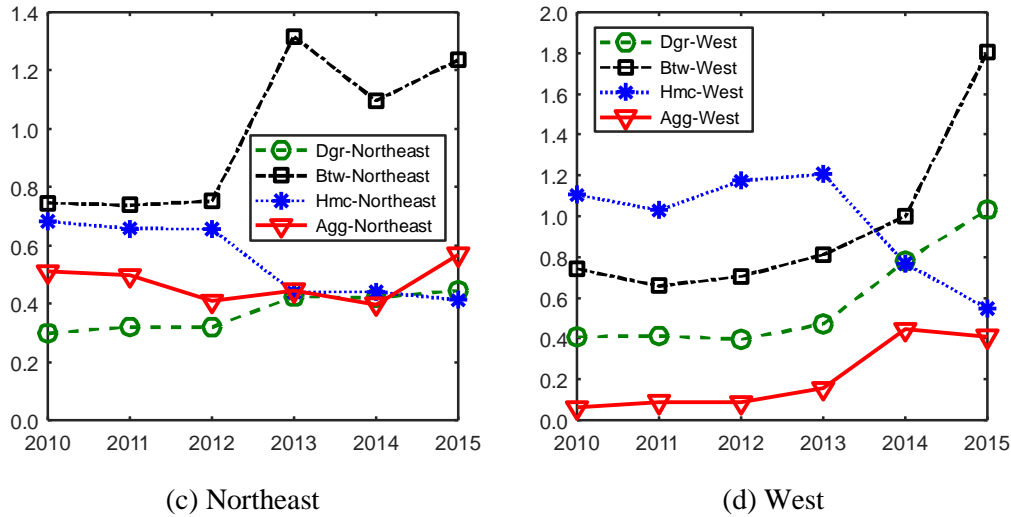 1.4
1.2
1.0
0.8
0.6
0.4
0.2
0.0
2010 2011 2012 2013 2014 2015
Dgr-Northeast
Btw-Northeast
Hmc-Northeast
Agg-Northeast
(c) Northeast
2.0
1.8
1.6
1.4
1.2
1.0
0.8
0.6
0.4
0.2
0.0
2010 2011 2012 2013 2014 2015
Dgr-West
Btw-West
Hmc-West
Agg-West
(d) West